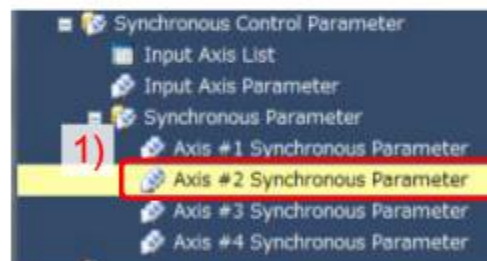 Synchronous Control Parameter
Input Axis List
Input Axis Parameter
Synchronous Parameter
1)
Axis #1 Synchronous Parameter
Axis #2 Synchronous Parameter
Axis #3 Synchronous Parameter
Axis #4 Synchronous Parameter